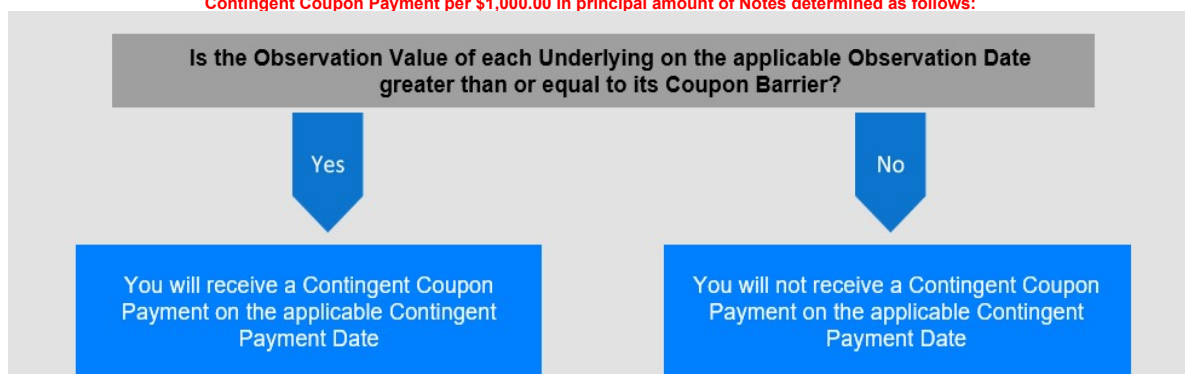 Contingent Coupon Payment per $1,000.00 in principal amount of Notes determined as follows:
Is the Observation Value of each Underlying on the applicable Observation Date
greater than or equal to its Coupon Barrier?
Yes
No
You will receive a Contingent Coupon
Payment on the applicable Contingent
Payment Date
You will not receive a Contingent Coupon
Payment on the applicable Contingent
Payment Date